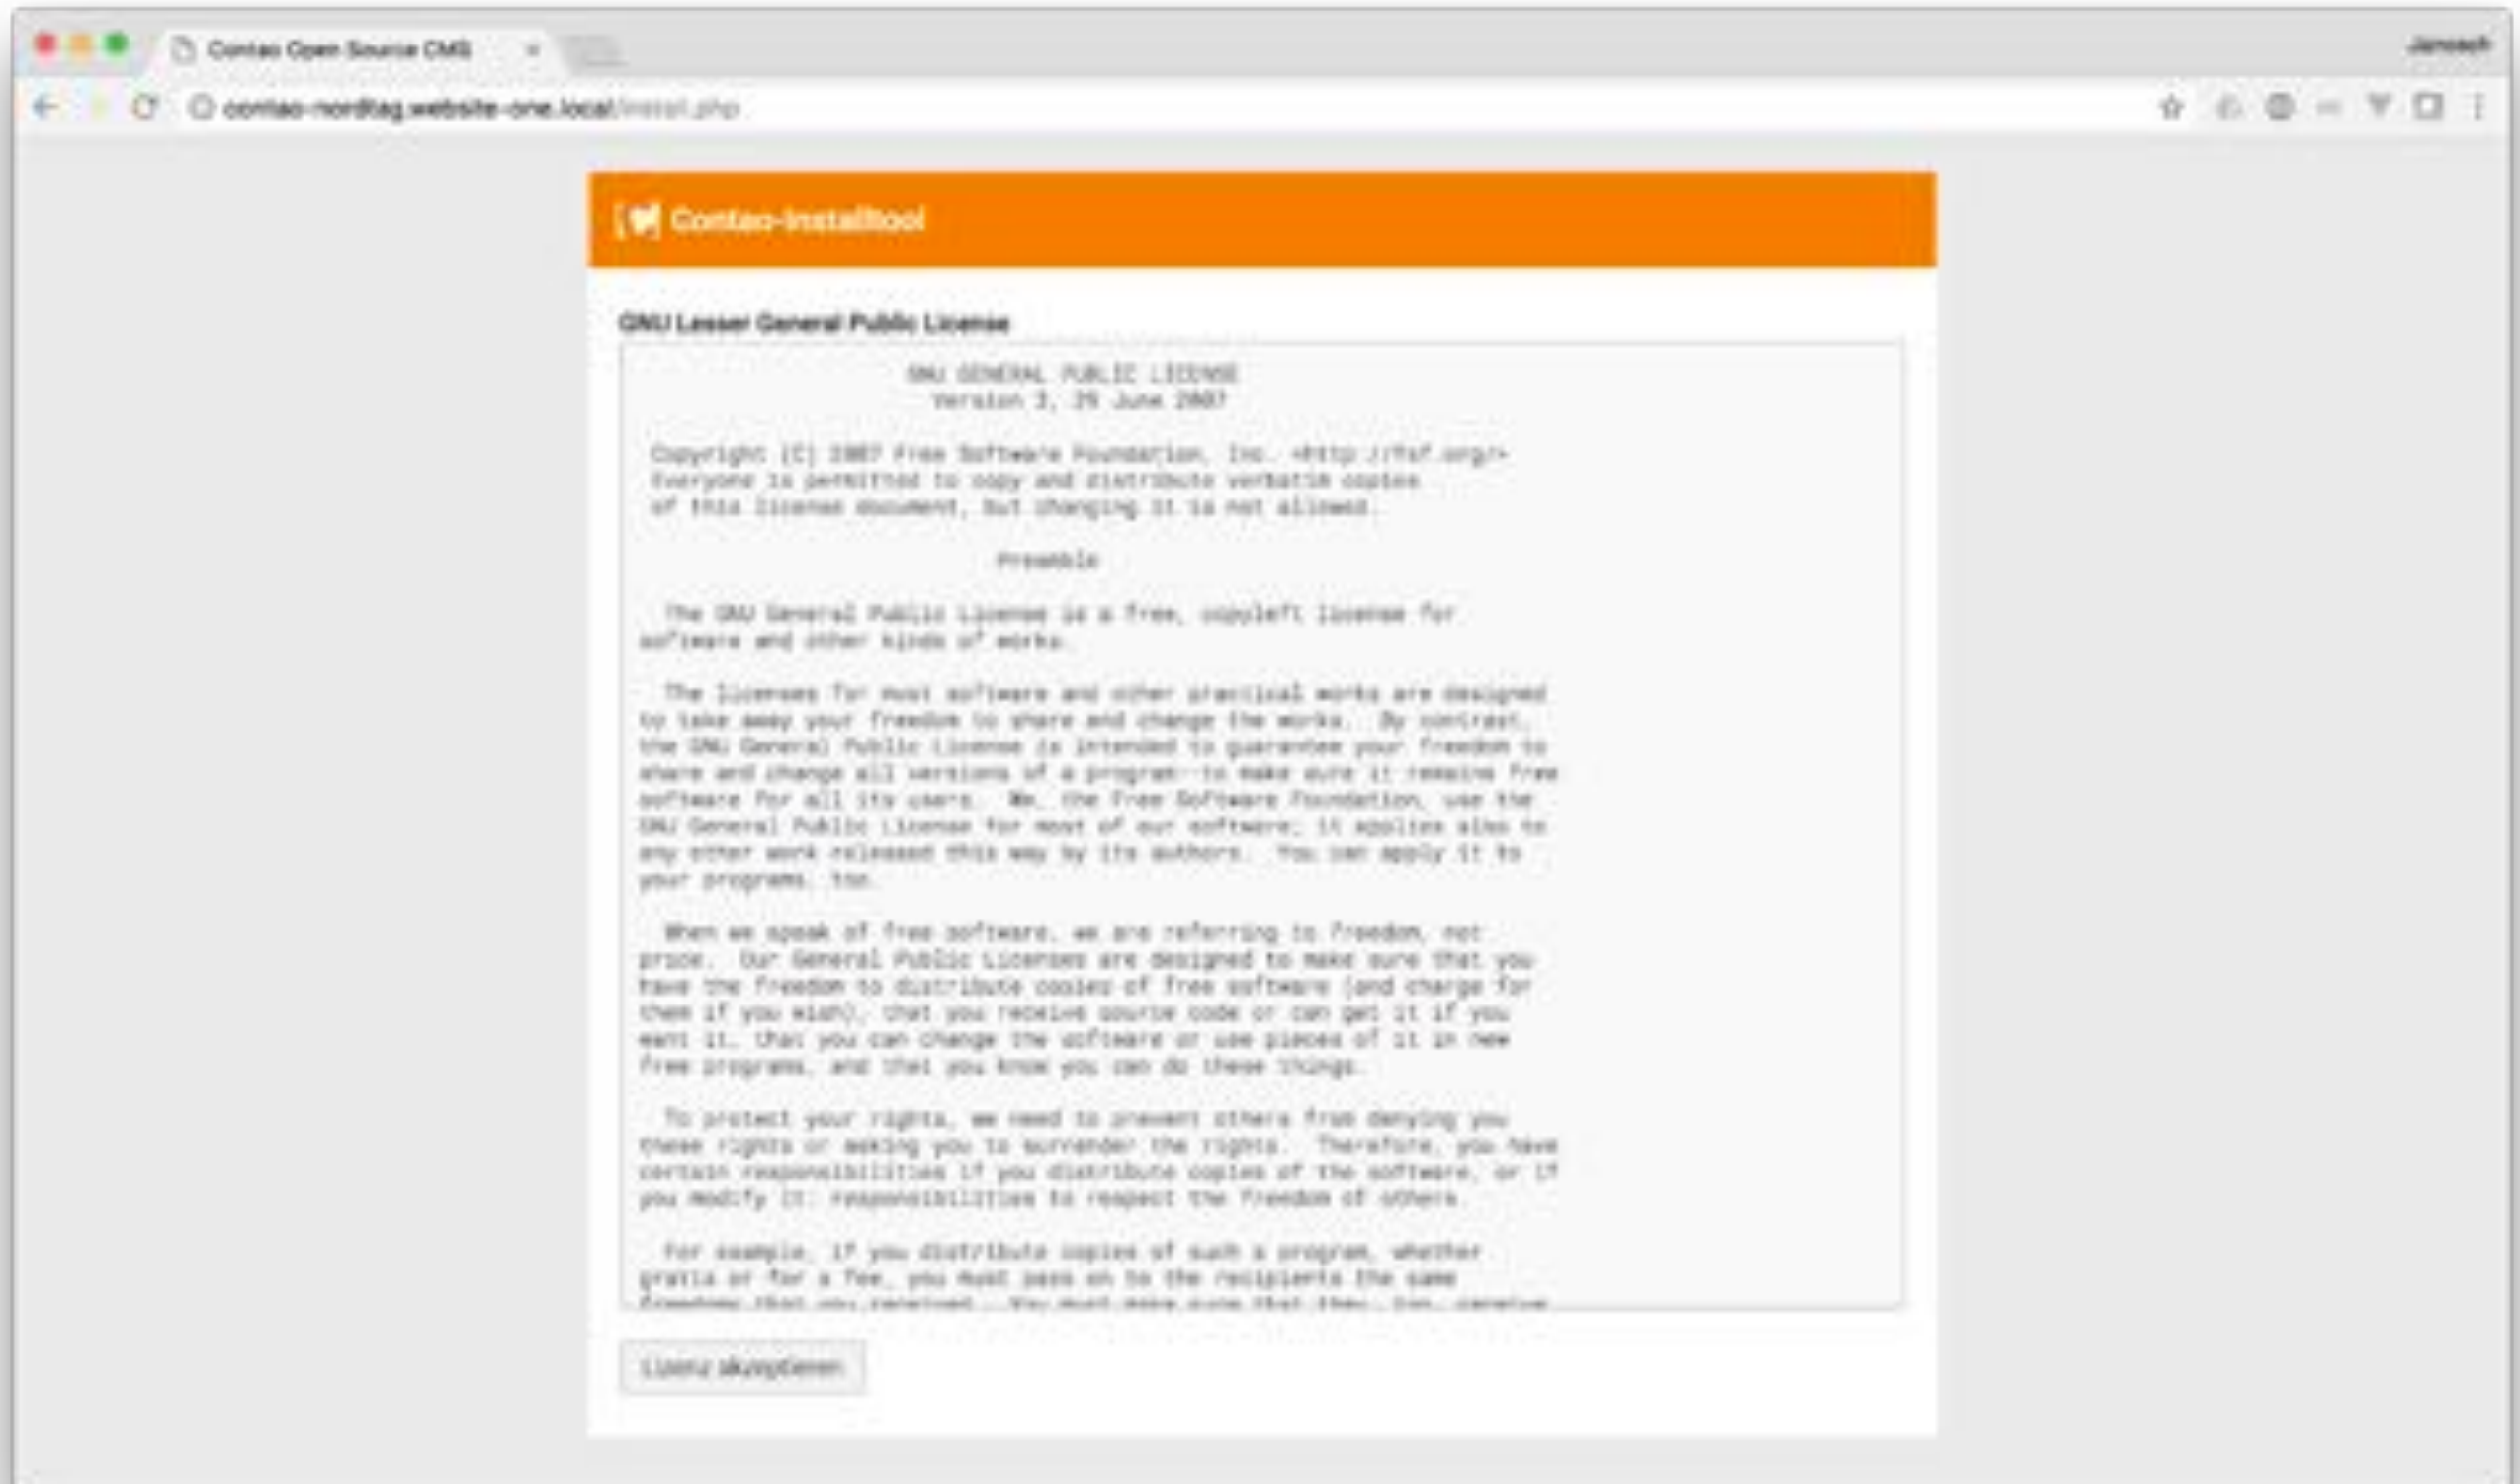 Contao Open Source CMS
Janosch
contao-nordtag.website-one.local/install.php
Contao-Installtool
GNU Lesser General Public License
GNU GENERAL PUBLIC LICENSE
Version 3, 29 June 2007
Copyright (C) 2007 Free Software Foundation, Inc. <http://fsf.org/>
Everyone is permitted to copy and distribute verbatim copies
of this license document, but changing it is not allowed.
Preamble
The GNU General Public License is a free, copyleft license for
software and other kinds of works.
The licenses for most software and other practical works are designed
to take away your freedom to share and change the works. By contrast,
the GNU General Public License is intended to guarantee your freedom to
share and change all versions of a program--to make sure it remains free
software for all its users. We, the Free Software Foundation, use the
GNU General Public License for most of our software; it applies also to
any other work released this way by its authors. You can apply it to
your programs, too.
When we speak of free software, we are referring to freedom, not
price. Our General Public Licenses are designed to make sure that you
have the freedom to distribute copies of free software (and charge for
them if you wish), that you receive source code or can get it if you
want it, that you can change the software or use pieces of it in new
free programs, and that you know you can do these things.
To protect your rights, we need to prevent others from denying you
these rights or asking you to surrender the rights. Therefore, you have
certain responsibilities if you distribute copies of the software, or if
you modify it: responsibilities to respect the freedom of others.
For example, if you distribute copies of such a program, whether
gratis or for a fee, you must pass on to the recipients the same
freedoms that you received. You must make sure that they, too, receive
Lizenz akzeptieren